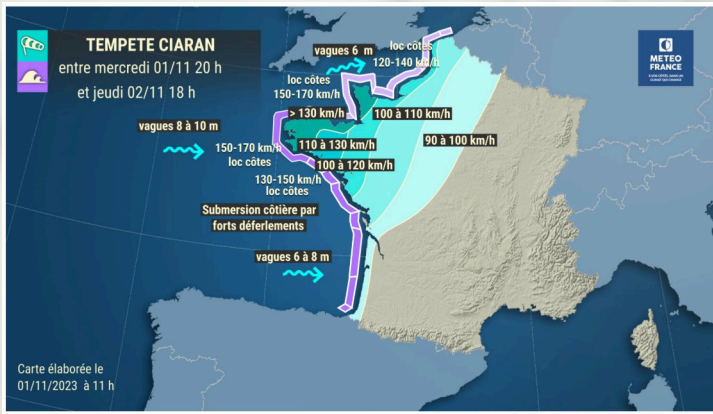 TEMPETE CIARAN
entre mercredi 01/11 20 h
et jeudi 02/11 18 h
METEO
FRANCE
vagues 6 m
loc côtes
120-140 km/h
loc côtes
150-170 km/h
> 130 km/h
100 à 110 km/h
vagues 8 à 10 m
90 à 100 km/h
150-170 km/h
loc côtes
110 à 130 km/h
100 à 120 km/h
130-150 km/h
loc côtes
Submersion côtière par
forts déferlements
vagues 6 à 8 m
Carte élaborée le
01/11/2023 à 11 h